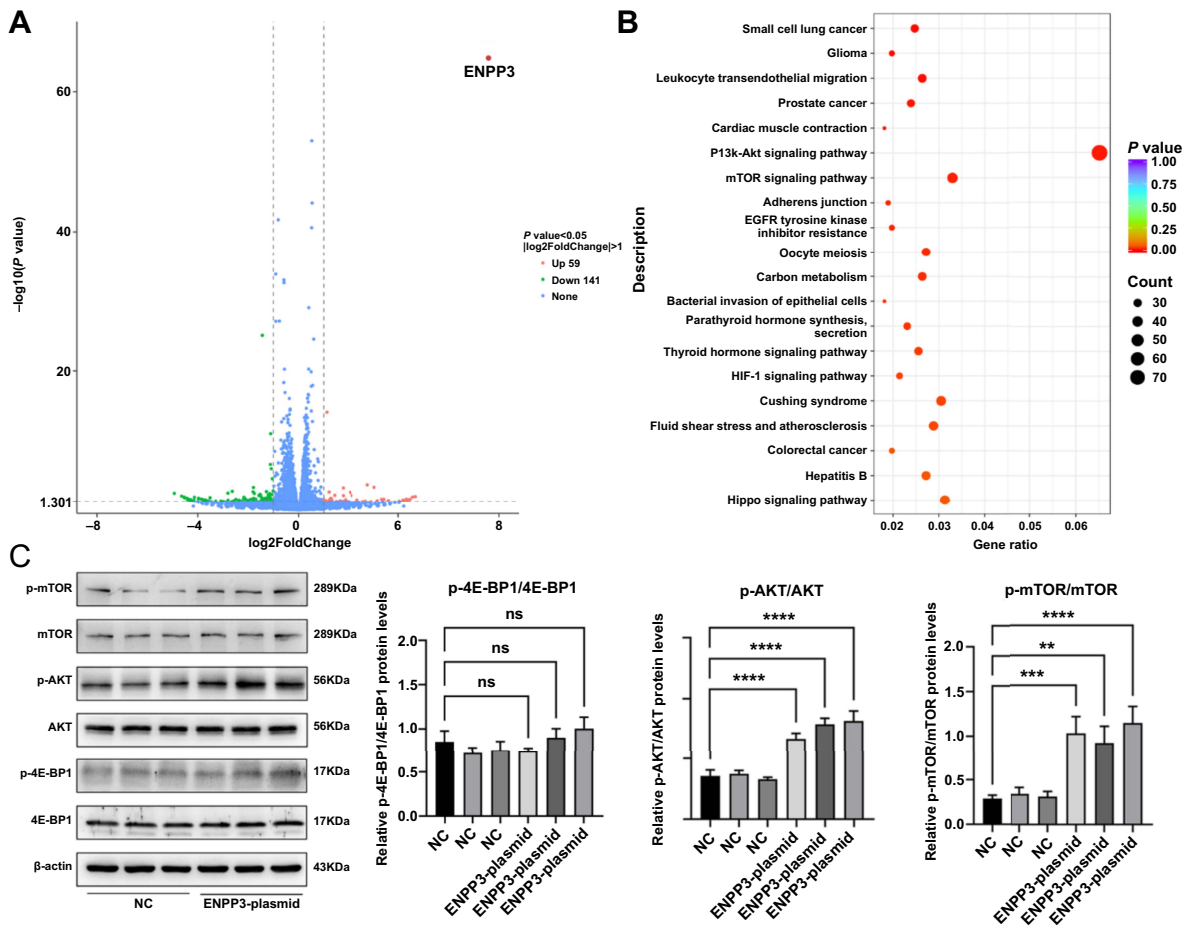 A
ENPP3
60
40
20
1.301
–log10(P value)
–8
–4
0
6
8
log2FoldChange
P value<0.05
|log2FoldChange|>1
Up 59
Down 141
None
B
Description
Small cell lung cancer
Glioma
Leukocyte transendothelial migration
Prostate cancer
Cardiac muscle contraction
P13k-Akt signaling pathway
mTOR signaling pathway
Adherens junction
EGFR tyrosine kinase
inhibitor resistance
Oocyte meiosis
Carbon metabolism
Bacterial invasion of epithelial cells
Parathyroid hormone synthesis,
secretion
Thyroid hormone signaling pathway
HIF-1 signaling pathway
Cushing syndrome
Fluid shear stress and atherosclerosis
Colorectal cancer
Hepatitis B
Hippo signaling pathway
0.02
0.03
0.04
0.05
0.06
Gene ratio
P value
1.00
0.75
0.50
0.25
0.00
Count
30
40
50
60
70
C
p-mTOR
289KDa
mTOR
289KDa
p-AKT
56KDa
AKT
56KDa
p-4E-BP1
17KDa
4E-BP1
17KDa
β-actin
43KDa
NC
ENPP3-plasmid
p-4E-BP1/4E-BP1
Relative p-4E-BP1/4E-BP1 protein levels
2.0
1.5
1.0
0.5
0.0
ns
ns
ns
NC
NC
NC
ENPP3-plasmid
ENPP3-plasmid
ENPP3-plasmid
p-AKT/AKT
Relative p-AKT/AKT protein levels
****
****
****
NC
NC
NC
ENPP3-plasmid
ENPP3-plasmid
ENPP3-plasmid
p-mTOR/mTOR
Relative p-mTOR/mTOR protein levels
2.0
1.5
1.0
0.5
0.0
****
**
***
NC
NC
NC
ENPP3-plasmid
ENPP3-plasmid
ENPP3-plasmid